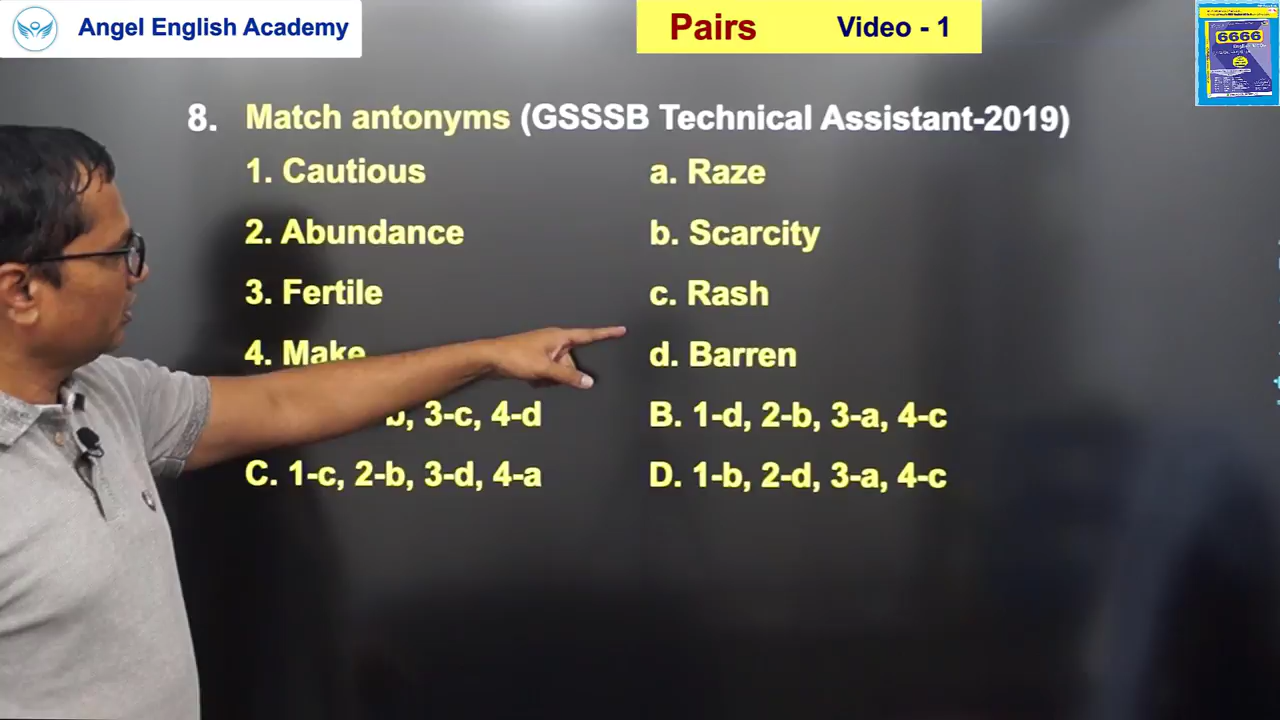 Angel English Academy
Pairs Video - 1
6666
8. Match antonyms (GSSSB Technical Assistant-2019)
1. Cautious a. Raze
2. Abundance b. Scarcity
3. Fertile c. Rash
4. Make d. Barren
b, 3-c, 4-d B. 1-d, 2-b, 3-a, 4-c
C. 1-c, 2-b, 3-d, 4-a D. 1-b, 2-d, 3-a, 4-c